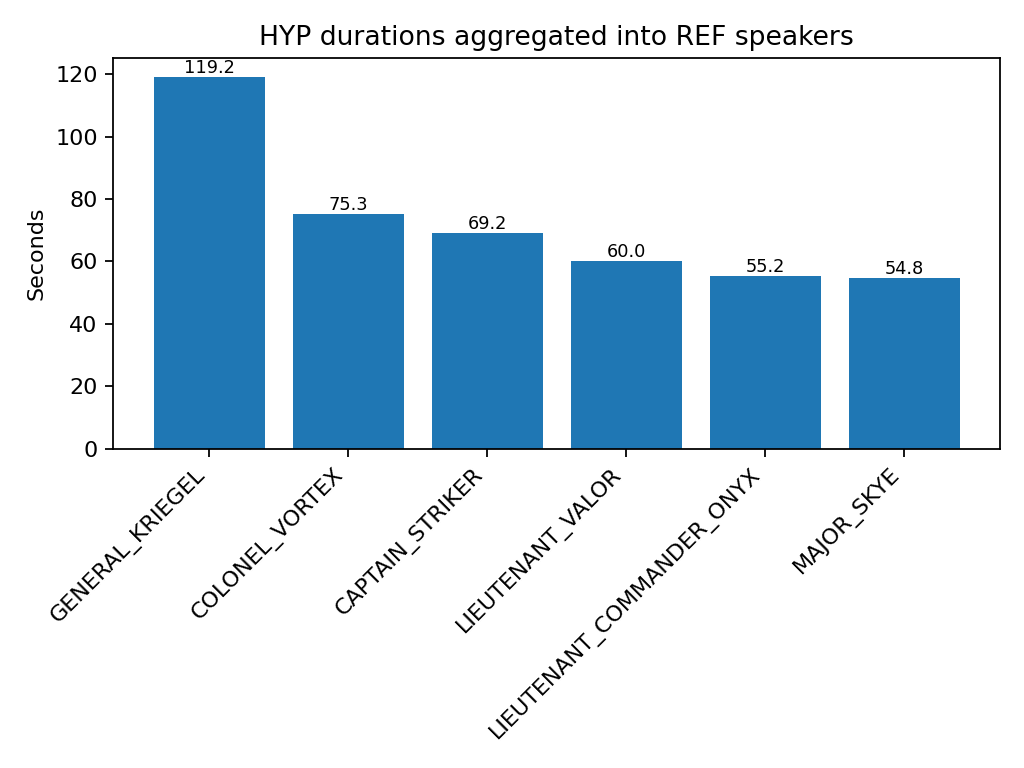 HYP durations aggregated into REF speakers
Seconds
120
100
80
60
40
20
0
119.2
75.3
69.2
60.0
55.2
54.8
GENERAL_KRIEGEL
COLONEL_VORTEX
CAPTAIN_STRIKER
LIEUTENANT_VALOR
LIEUTENANT_COMMANDER_ONYX
MAJOR_SKYE